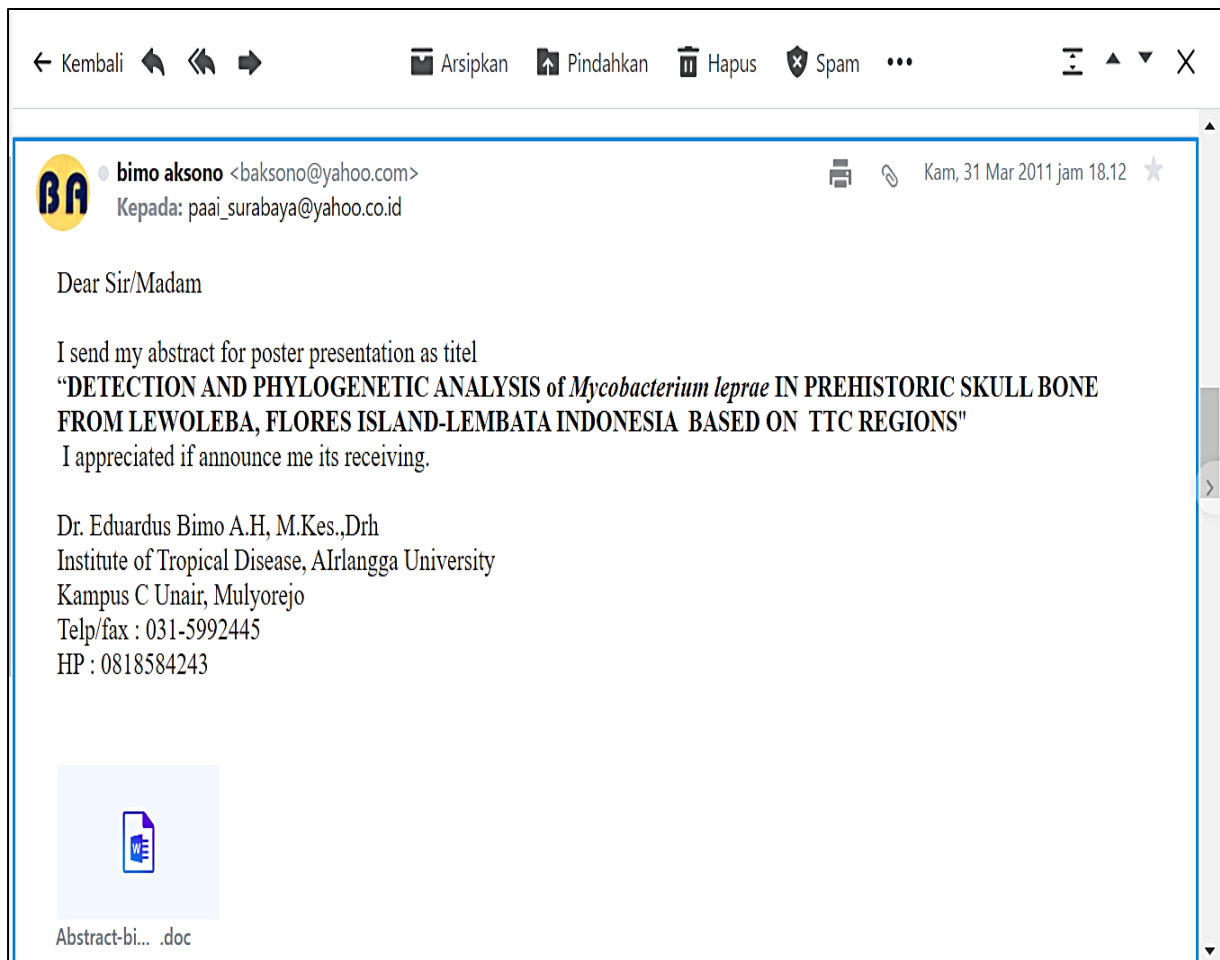 Kembali Arsipkan Pindahkan Hapus Spam
BA
bimo aksono <baksono@yahoo.com> Kam, 31 Mar 2011 jam 18.12
Kepada: paai_surabaya@yahoo.co.id
Dear Sir/Madam
I send my abstract for poster presentation as titel
“DETECTION AND PHYLOGENETIC ANALYSIS of Mycobacterium leprae IN PREHISTORIC SKULL BONE
FROM LEWOLEBA, FLORES ISLAND-LEMBATA INDONESIA BASED ON TTC REGIONS"
I appreciated if announce me its receiving.
Dr. Eduardus Bimo A.H, M.Kes.,Drh
Institute of Tropical Disease, AIrlangga University
Kampus C Unair, Mulyorejo
Telp/fax : 031-5992445
HP : 0818584243
W
Abstract-bi... .doc